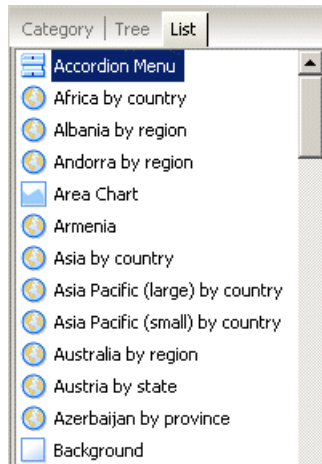 Category Tree List
Accordion Menu
Africa by country
Albania by region
Andorra by region
Area Chart
Armenia
Asia by country
Asia Pacific (large) by country
Asia Pacific (small) by country
Australia by region
Austria by state
Azerbaijan by province
Background